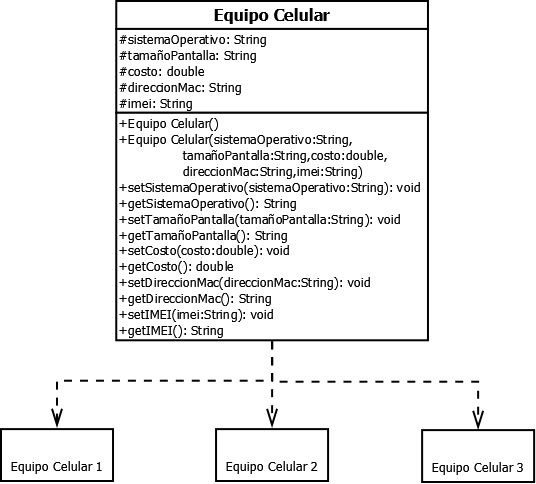 Equipo Celular
#sistemaOperativo: String
#tamañoPantalla: String
#costo: double
#direccionMac: String
#imei: String
+Equipo Celular()
+Equipo Celular(sistemaOperativo:String,
tamañoPantalla:String,costo:double,
direccionMac:String,imei:String)
+setSistemaOperativo(sistemaOperativo:String): void
+getSistemaOperativo(): String
+setTamañoPantalla(tamañoPantalla:String): void
+getTamañoPantalla(): String
+setCosto(costo:double): void
+getCosto(): double
+setDireccionMac(direccionMac:String): void
+getDireccionMac(): String
+setIMEI(imei:String): void
+getIMEI(): String
Equipo Celular 1
Equipo Celular 2
Equipo Celular 3